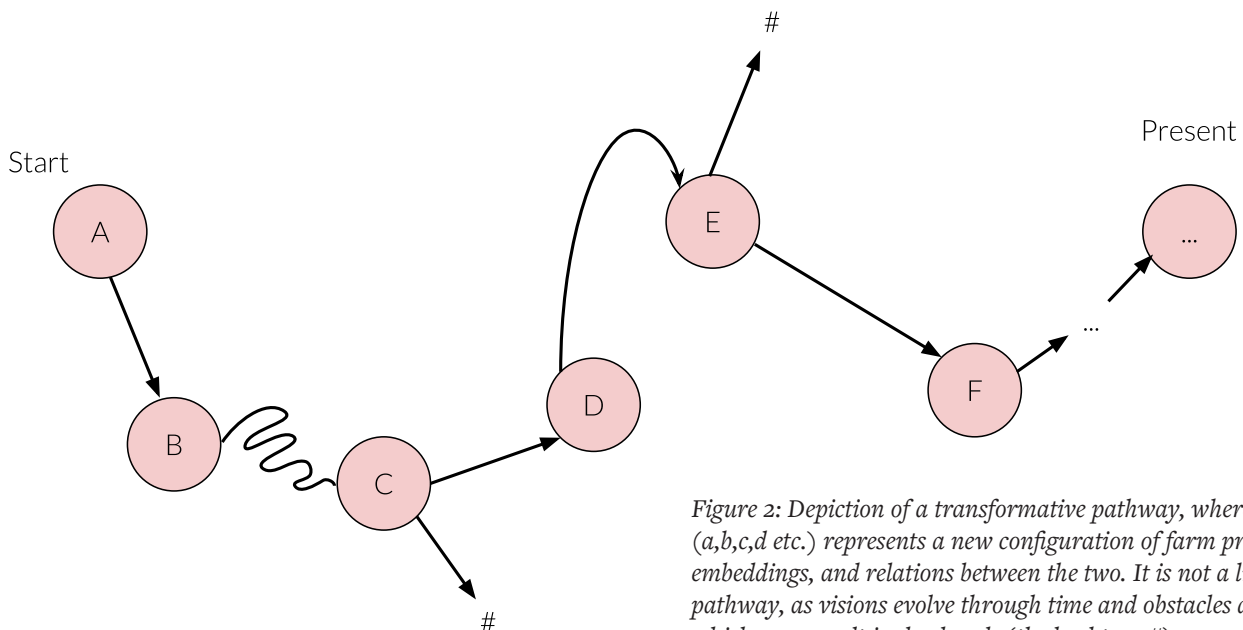 #
Present
Start
A
E
...
...
F
D
B
C
#
Figure 2: Depiction of a transformative pathway, wher
(a,b,c,d etc.) represents a new configuration of farm pr
embeddings, and relations between the two. It is not a l
pathway, as visions evolve through time and obstacles a